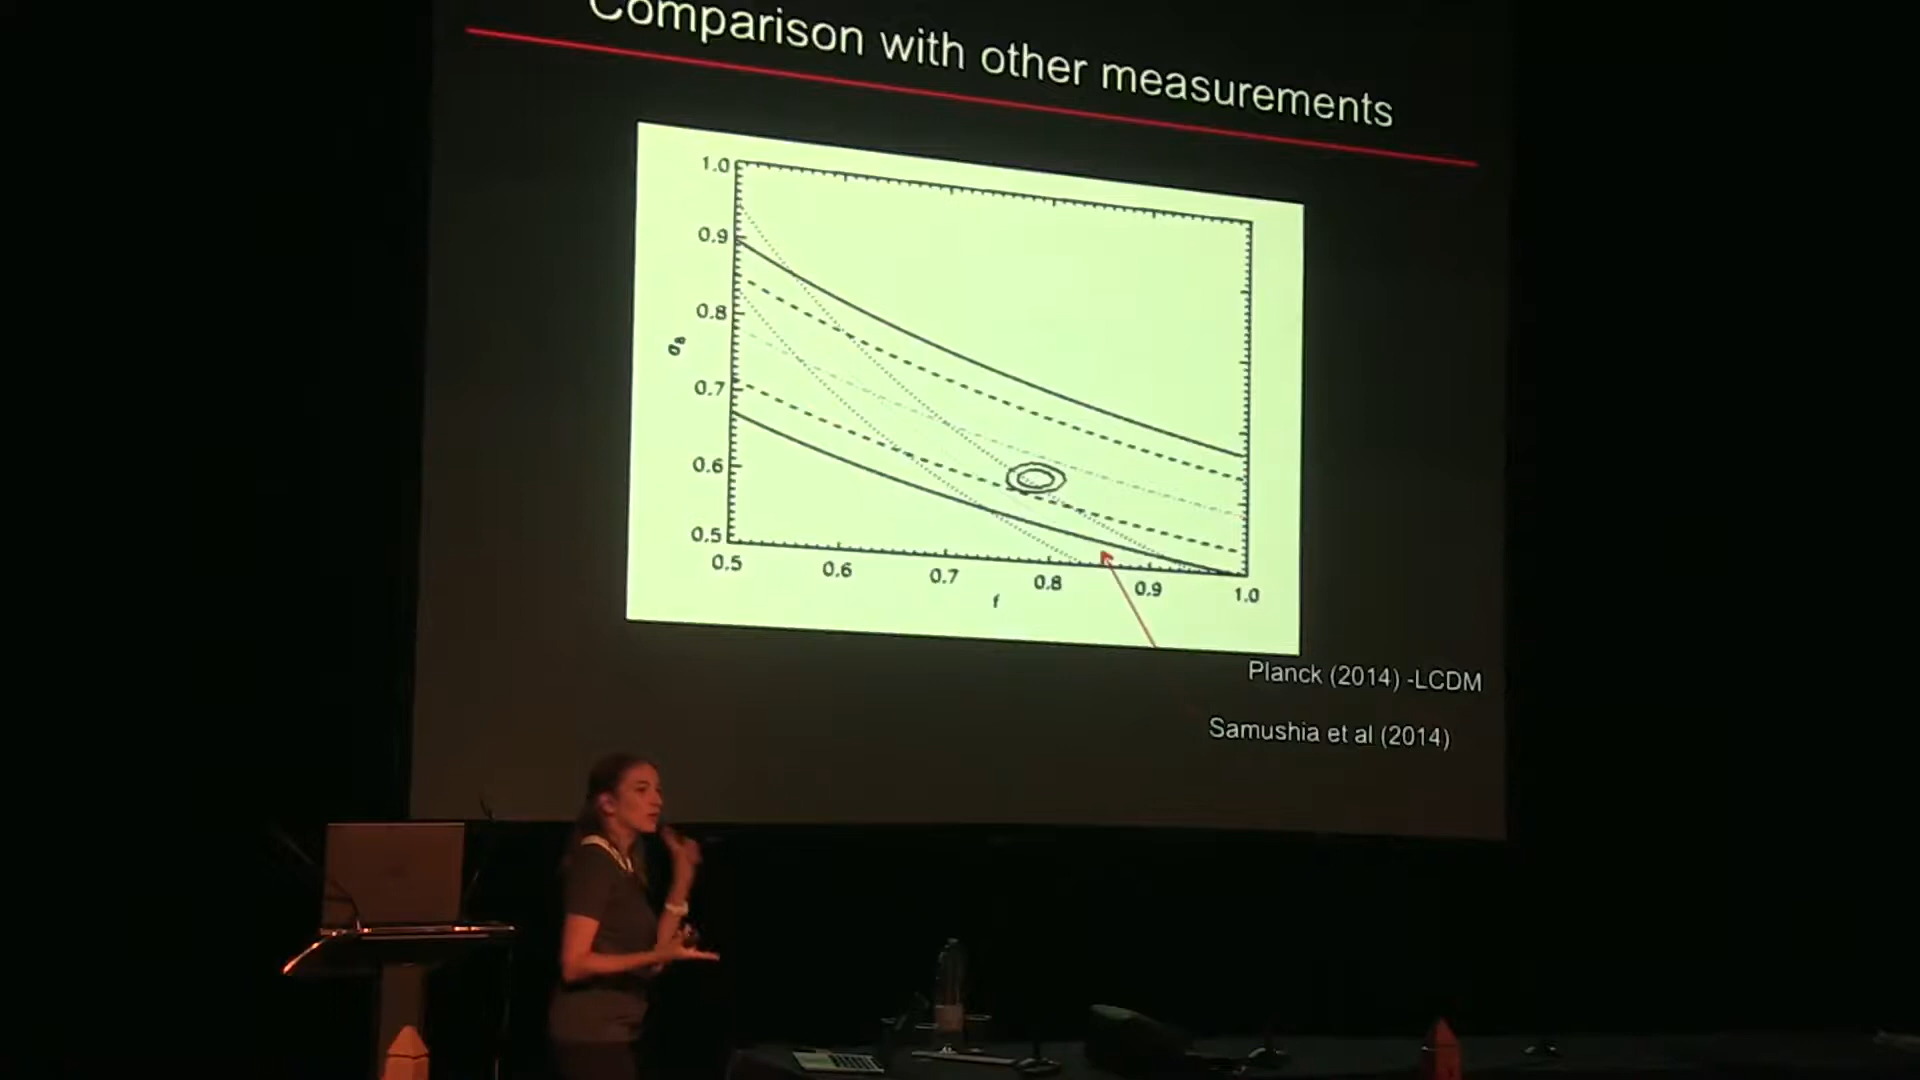 Comparison with other measurements
1.0
0.9
0.8
0.7
0.6
0.5
σ8
0.5 0.6 0.7 0.8 0.9 1.0
f
Planck (2014) -LCDM
Samushia et al (2014)